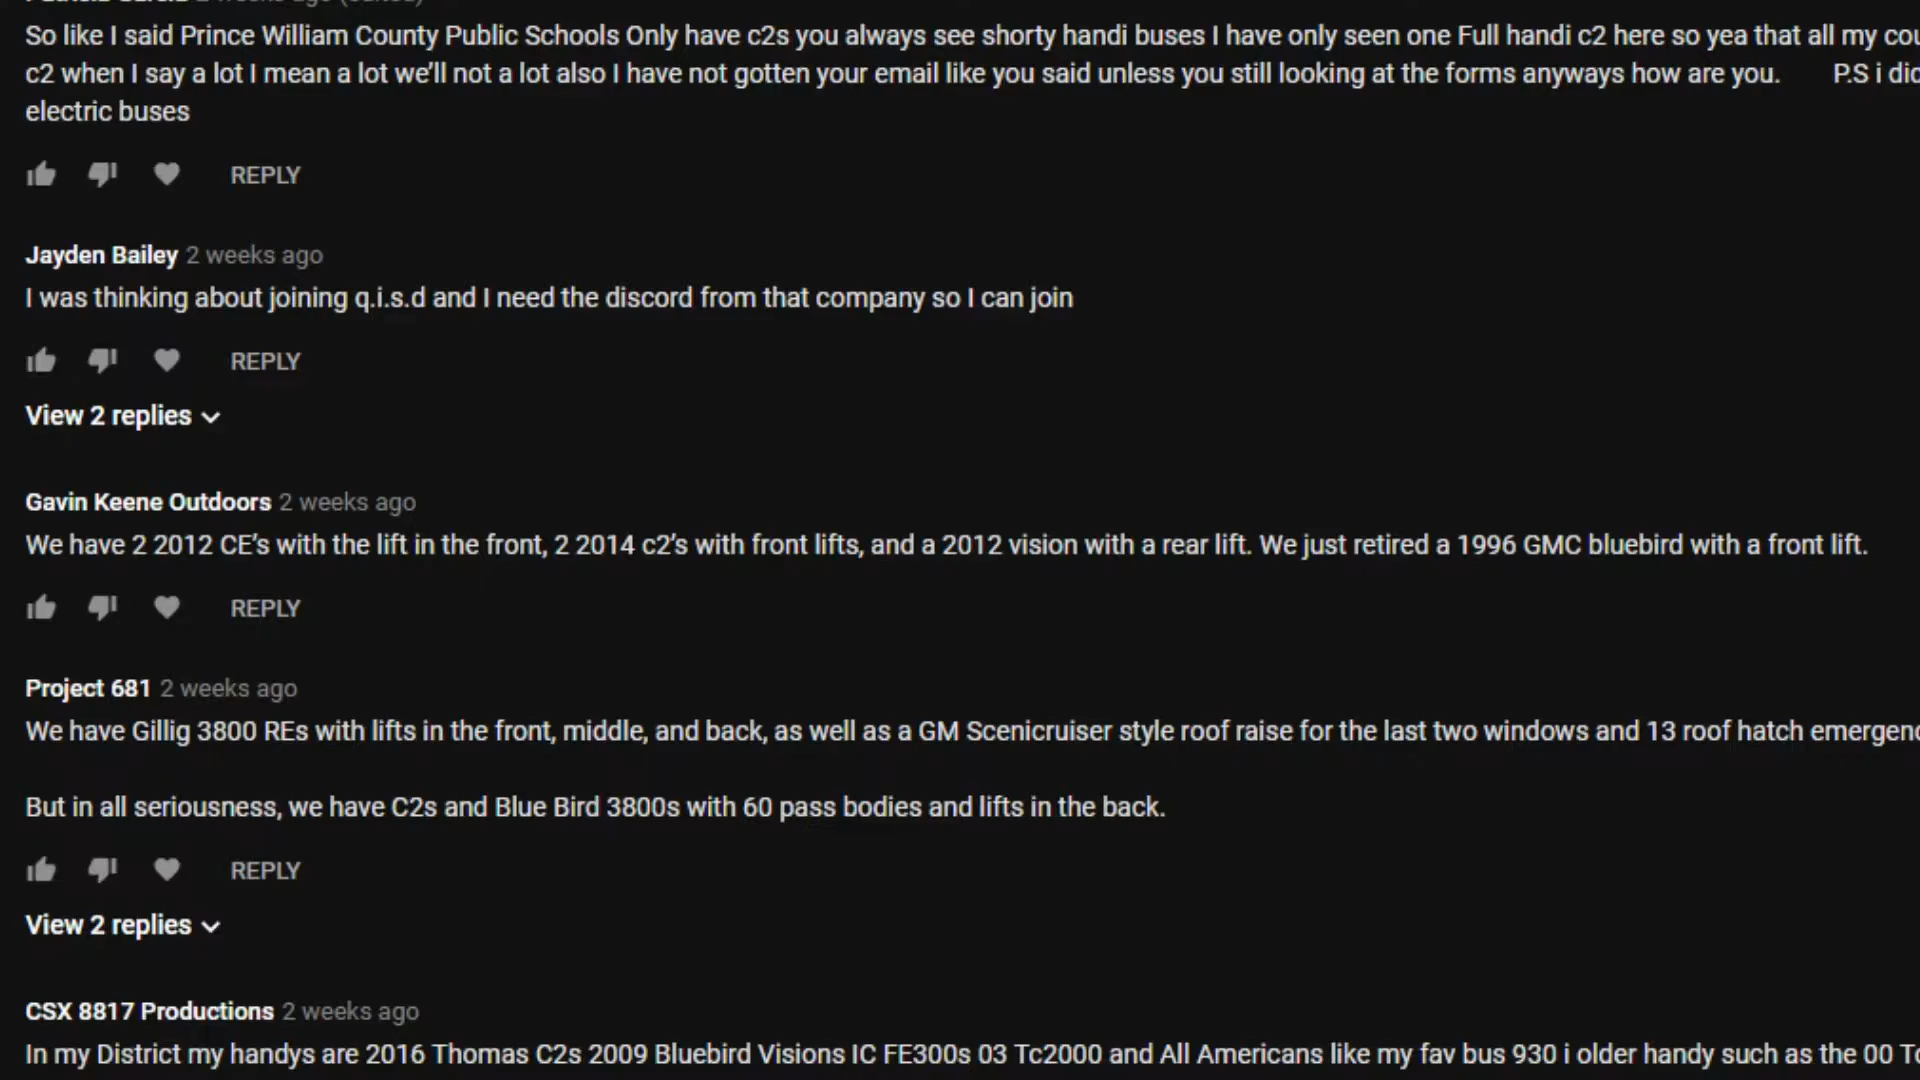 So like I said Prince William County Public Schools Only have c2s you always see shorty handi buses I have only seen one Full handi c2 here so yea that all my
c2 when I say a lot I mean a lot we’ll not a lot also I have not gotten your email like you said unless you still looking at the forms anyways how are you. P.S i
electric buses
REPLY
Jayden Bailey 2 weeks ago
I was thinking about joining q.i.s.d and I need the discord from that company so I can join
REPLY
View 2 replies
Gavin Keene Outdoors 2 weeks ago
We have 2 2012 CE’s with the lift in the front, 2 2014 c2’s with front lifts, and a 2012 vision with a rear lift. We just retired a 1996 GMC bluebird with a front lift.
REPLY
Project 681 2 weeks ago
We have Gillig 3800 REs with lifts in the front, middle, and back, as well as a GM Scenicruiser style roof raise for the last two windows and 13 roof hatch
But in all seriousness, we have C2s and Blue Bird 3800s with 60 pass bodies and lifts in the back.
REPLY
View 2 replies
CSX 8817 Productions 2 weeks ago
In my District my handys are 2016 Thomas C2s 2009 Bluebird Visions IC FE300s 03 Tc2000 and All Americans like my fav bus 930 i older handy such as the 00